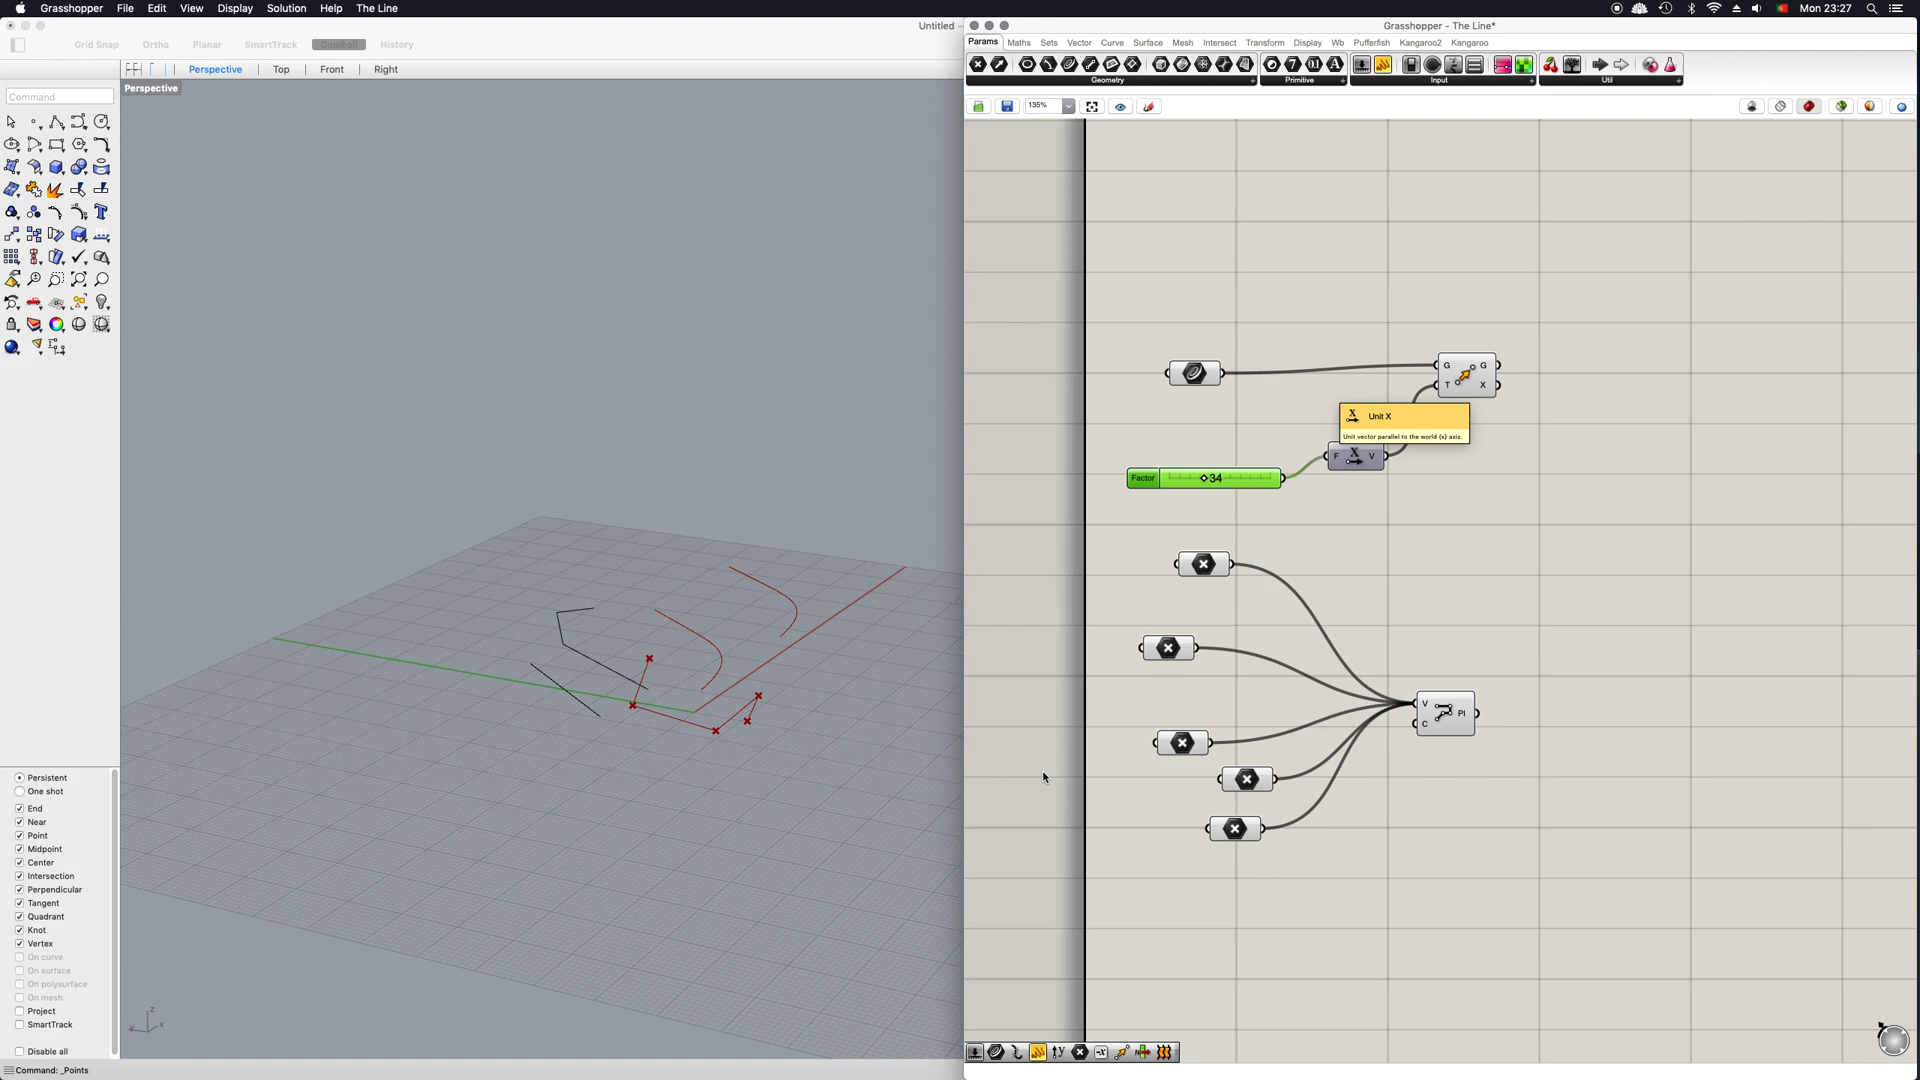 Grasshopper File Edit View Display Solution Help The Line
Mon 23:27
Untitled —
Grid Snap Ortho Planar SmartTrack Gumball History
Perspective Top Front Right
Perspective
Command
Grasshopper - The Line*
Params Maths Sets Vector Curve Surface Mesh Intersect Transform Display Wb Pufferfish Kangaroo2 Kangaroo
Geometry Primitive Input Util
135%
G G
T X
X Unit X
Unit vector parallel to the world {x} axis.
F X V
Factor 34
V
C
Pl
z
y x
Persistent
One shot
End
Near
Point
Midpoint
Center
Intersection
Perpendicular
Tangent
Quadrant
Knot
Vertex
On curve
On surface
On polysurface
On mesh
Project
SmartTrack
Disable all
Command: _Points